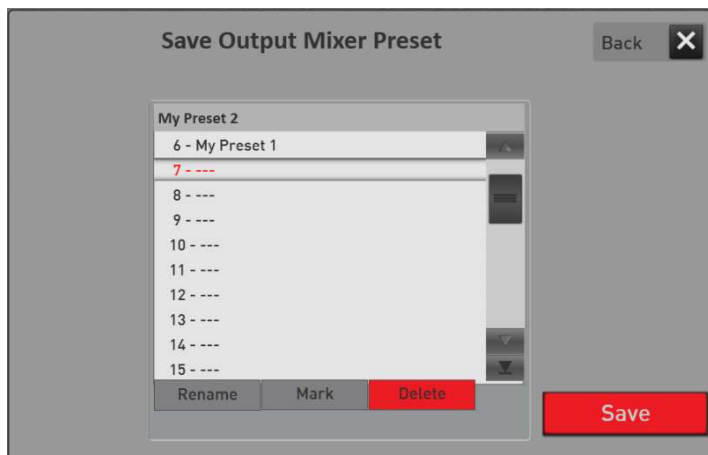 Save Output Mixer Preset
Back X
My Preset 2
6 - My Preset 1
7 - ---
8 - ---
9 - ---
10 - ---
11 - ---
12 - ---
13 - ---
14 - ---
15 - ---
Rename Mark Delete
Save